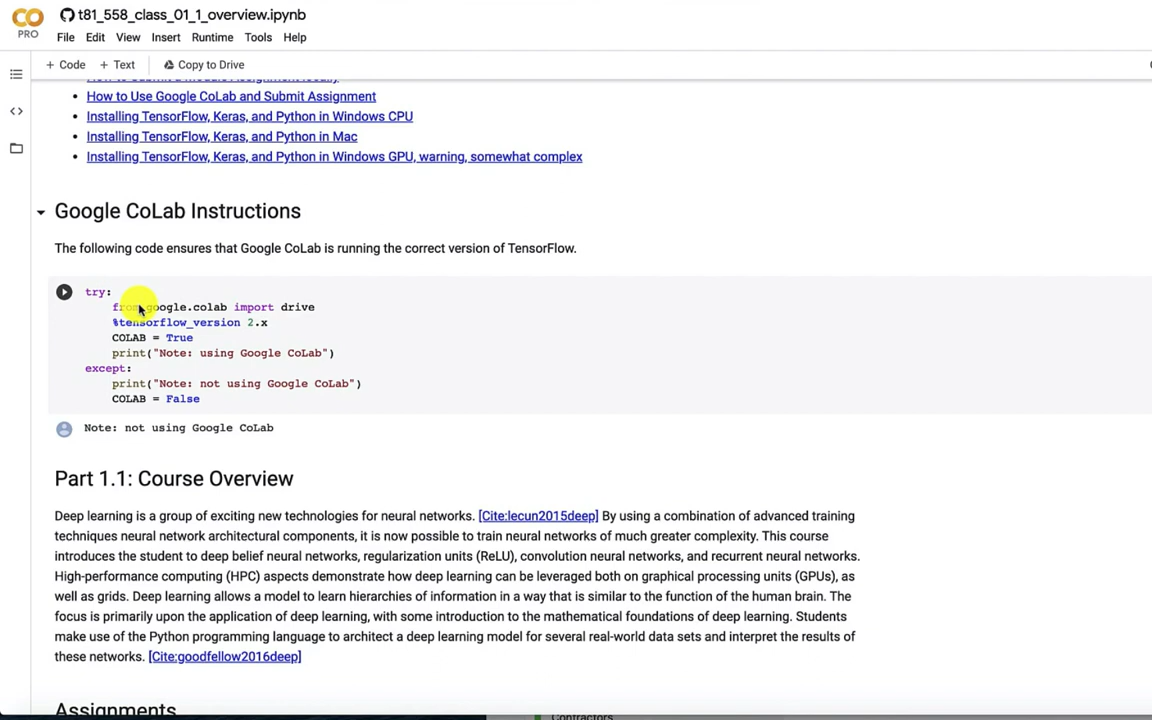 CO
PRO
t81_558_class_01_1_overview.ipynb
File Edit View Insert Runtime Tools Help
+ Code + Text Copy to Drive
How to Submit a Module Assignment locally
• How to Use Google CoLab and Submit Assignment
• Installing TensorFlow, Keras, and Python in Windows CPU
• Installing TensorFlow, Keras, and Python in Mac
• Installing TensorFlow, Keras, and Python in Windows GPU, warning, somewhat complex
Google CoLab Instructions
The following code ensures that Google CoLab is running the correct version of TensorFlow.
try:
from google.colab import drive
%tensorflow_version 2.x
COLAB = True
print("Note: using Google CoLab")
except:
print("Note: not using Google CoLab")
COLAB = False
Note: not using Google CoLab
Part 1.1: Course Overview
Deep learning is a group of exciting new technologies for neural networks. [Cite:lecun2015deep] By using a combination of advanced training
techniques neural network architectural components, it is now possible to train neural networks of much greater complexity. This course
introduces the student to deep belief neural networks, regularization units (ReLU), convolution neural networks, and recurrent neural networks.
High-performance computing (HPC) aspects demonstrate how deep learning can be leveraged both on graphical processing units (GPUs), as
well as grids. Deep learning allows a model to learn hierarchies of information in a way that is similar to the function of the human brain. The
focus is primarily upon the application of deep learning, with some introduction to the mathematical foundations of deep learning. Students
make use of the Python programming language to architect a deep learning model for several real-world data sets and interpret the results of
these networks. [Cite:goodfellow2016deep]
Assignments
Contractors